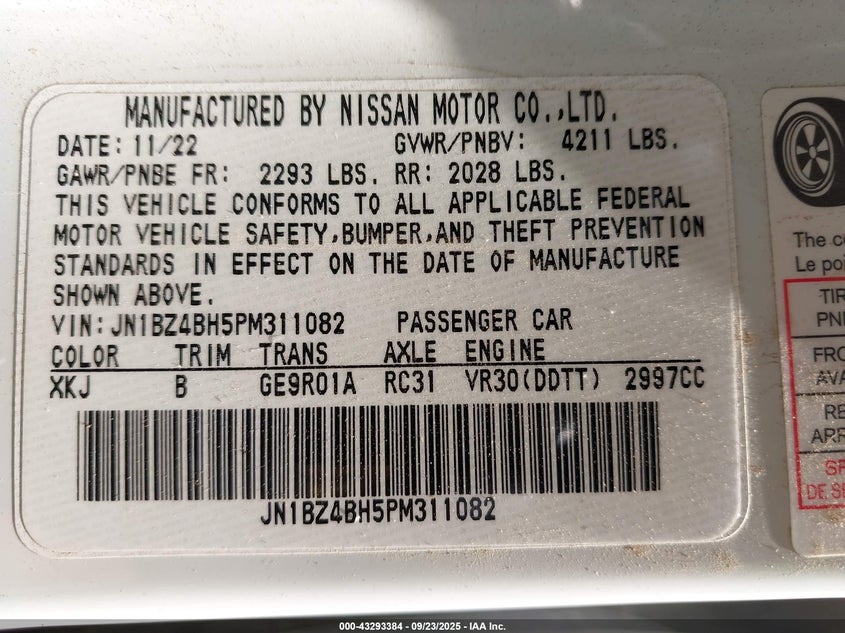 MANUFACTURED BY NISSAN MOTOR CO.,LTD.
DATE: 11/22 GVWR/PNBV: 4211 LBS.
GAWR/PNBE FR: 2293 LBS. RR: 2028 LBS.
THIS VEHICLE CONFORMS TO ALL APPLICABLE FEDERAL
MOTOR VEHICLE SAFETY,BUMPER,AND THEFT PREVENTION
STANDARDS IN EFFECT ON THE DATE OF MANUFACTURE
SHOWN ABOVE.
VIN: JN1BZ4BH5PM311082 PASSENGER CAR
COLOR TRIM TRANS AXLE ENGINE
XKJ B GE9R01A RC31 VR30(DDTT) 2997CC
JN1BZ4BH5PM311082
The
Le
000-43293384 - 09/23/2025 - IAA Inc.